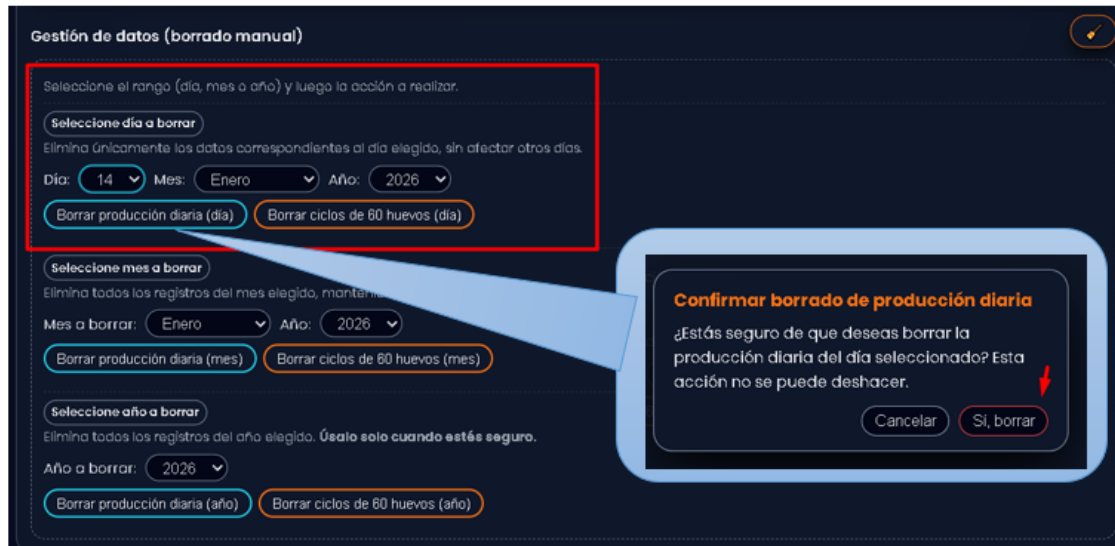 Gestión de datos (borrado manual)
Seleccione el rango (día, mes o año) y luego la acción a realizar.
Seleccione día a borrar
Elimina únicamente los datos correspondientes al día elegido, sin afectar otros días.
Día: 14 Mes: Enero Año: 2026
Borrar producción diaria (día) Borrar ciclos de 60 huevos (día)
Seleccione mes a borrar
Elimina todos los registros del mes elegido,
Mes a borrar: Enero Año: 2026
Borrar producción diaria (mes) Borrar ciclos de 60 huevos (mes)
Seleccione año a borrar
Elimina todos los registros del año elegido. Úsalo solo cuando estés seguro.
Año a borrar: 2026
Borrar producción diaria (año) Borrar ciclos de 60 huevos (año)
Confirmar borrado de producción diaria
¿Estás seguro de que deseas borrar la
producción diaria del día seleccionado? Esta
acción no se puede deshacer.
Cancelar Sí, borrar